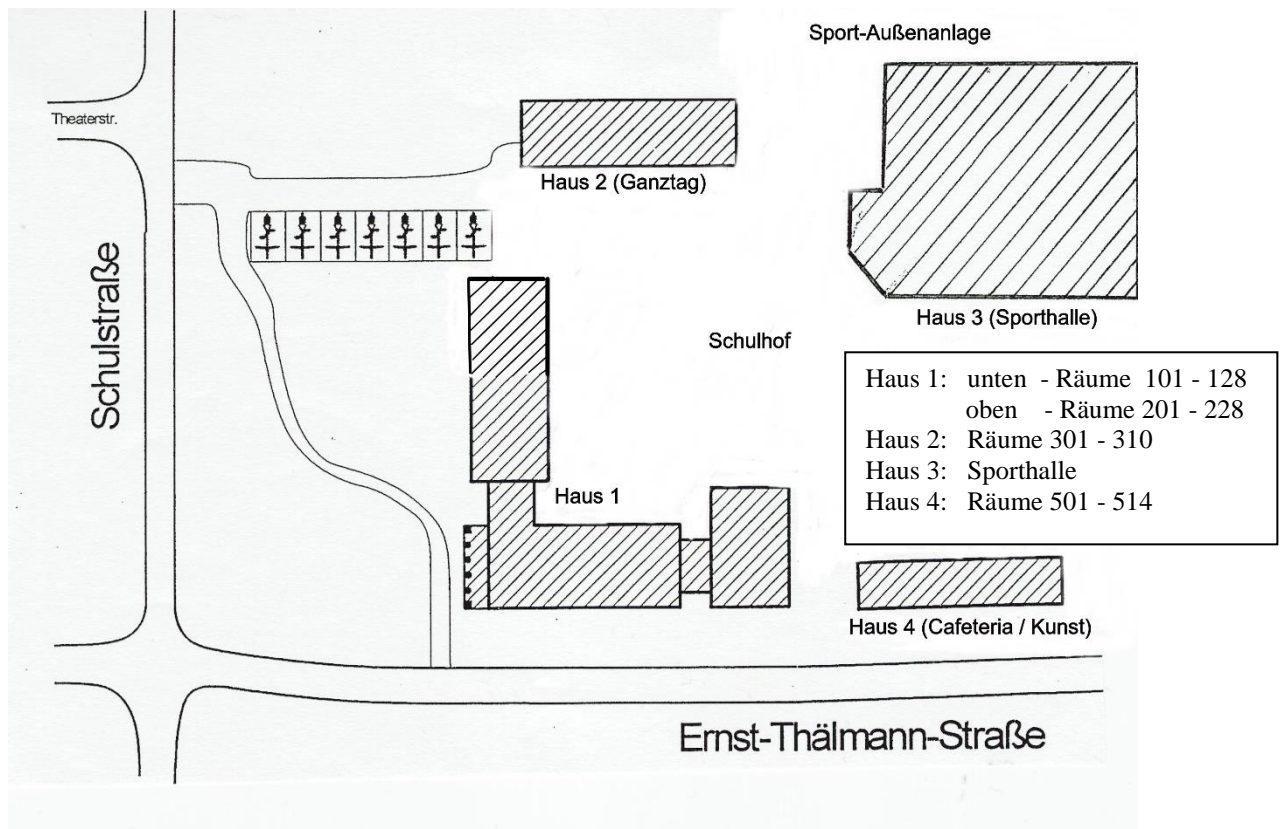 Sport-Außenanlage
Theaterstr.
Haus 2 (Ganztag)
Schulstraße
Haus 3 (Sporthalle)
Schulhof
Haus 1: unten - Räume 101 - 128
oben - Räume 201 - 228
Haus 2: Räume 301 - 310
Haus 3: Sporthalle
Haus 4: Räume 501 - 514
Haus 1
Haus 4 (Cafeteria / Kunst)
Ernst-Thälmann-Straße